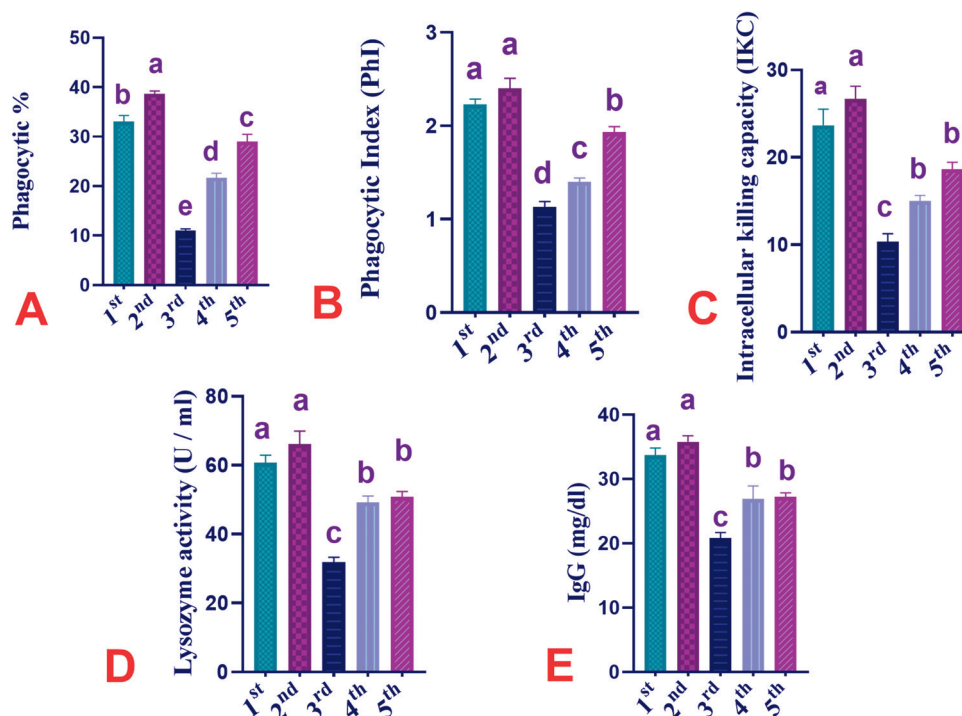 A
Phagocytic %
50
40
30
20
10
0
b
a
e
d
c
1st
2nd
3rd
4th
5th
B
Phagocytic Index (PhI)
3
2
1
0
a
a
d
c
b
1st
2nd
3rd
4th
5th
C
Intracellular killing capacity (IKC)
30
20
10
0
a
a
c
b
b
1st
2nd
3rd
4th
5th
D
Lysozyme activity (U / ml)
80
60
40
20
0
a
a
c
b
b
1st
2nd
3rd
4th
5th
E
IgG (mg/dl)
40
30
20
10
0
a
a
c
b
b
1st
2nd
3rd
4th
5th